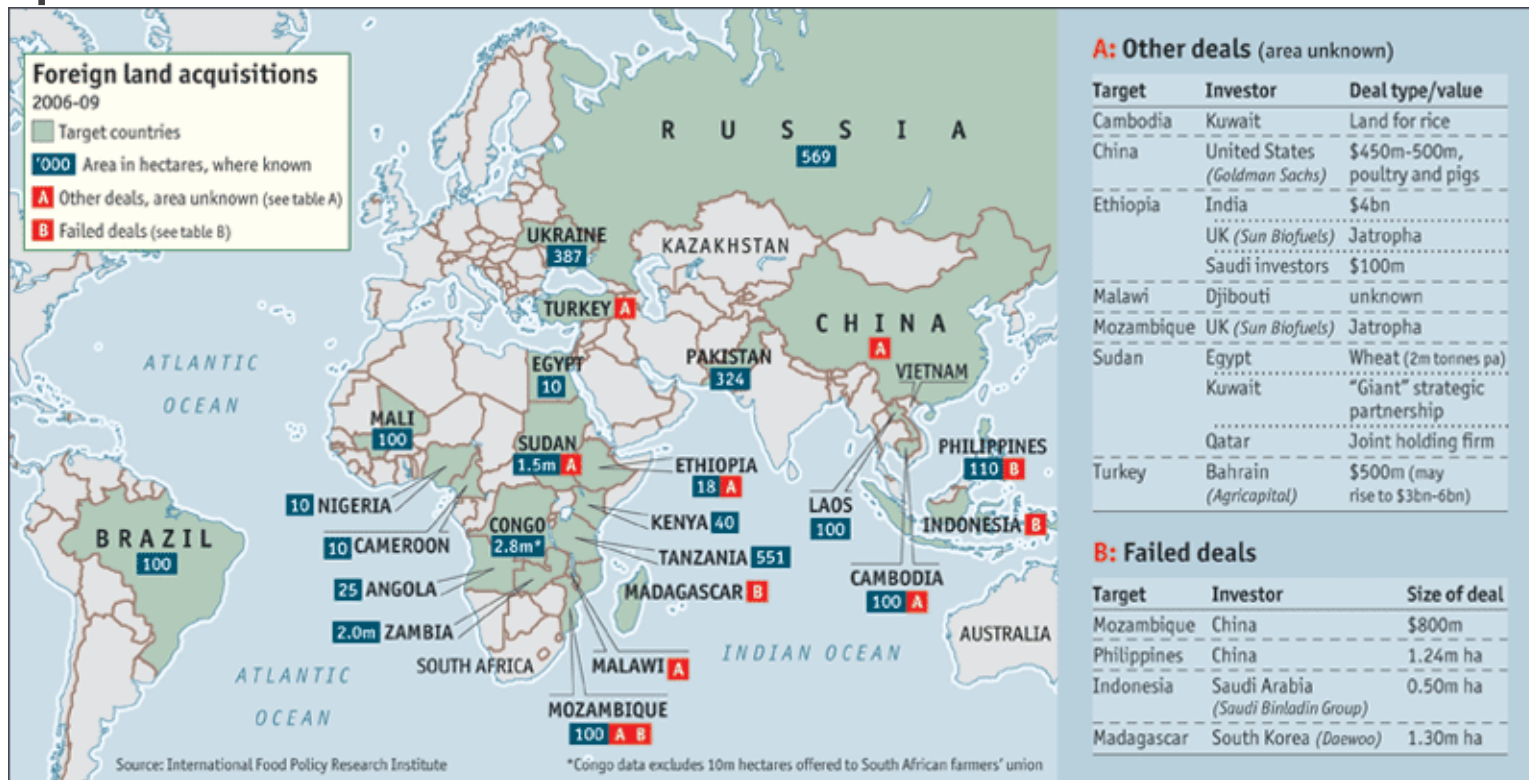 Foreign land acquisitions
2006-09
Target countries
'000 Area in hectares, where known
A Other deals, area unknown (see table A)
B Failed deals (see table B)
RUSSIA
569
UKRAINE
387
KAZAKHSTAN
TURKEY A
CHINA
A
ATLANTIC
OCEAN
EGYPT
10
PAKISTAN
324
VIETNAM
MALI
100
SUDAN
1.5m A
ETHIOPIA
18 A
PHILIPPINES
110 B
10 NIGERIA
LAOS
100
INDONESIA B
BRAZIL
100
CONGO
2.8m*
KENYA 40
10 CAMEROON
TANZANIA 551
25 ANGOLA
MADAGASCAR B
CAMBODIA
100 A
2.0m ZAMBIA
AUSTRALIA
SOUTH AFRICA
MALAWI A
INDIAN OCEAN
ATLANTIC
OCEAN
MOZAMBIQUE
100 A B
Source: International Food Policy Research Institute
*Congo data excludes 10m hectares offered to South African farmers' union
A: Other deals (area unknown)
Target Investor Deal type/value
Cambodia Kuwait Land for rice
China United States $450m-500m,
(Goldman Sachs) poultry and pigs
Ethiopia India $4bn
UK (Sun Biofuels) Jatropha
Saudi investors $100m
Malawi Djibouti unknown
Mozambique UK (Sun Biofuels) Jatropha
Sudan Egypt Wheat (2m tonnes pa)
Kuwait "Giant" strategic
partnership
Qatar Joint holding firm
Turkey Bahrain $500m (may
(Agricapital) rise to $3bn-6bn)
B: Failed deals
Target Investor Size of deal
Mozambique China $800m
Philippines China 1.24m ha
Indonesia Saudi Arabia 0.50m ha
(Saudi Binladin Group)
Madagascar South Korea (Daewoo) 1.30m ha